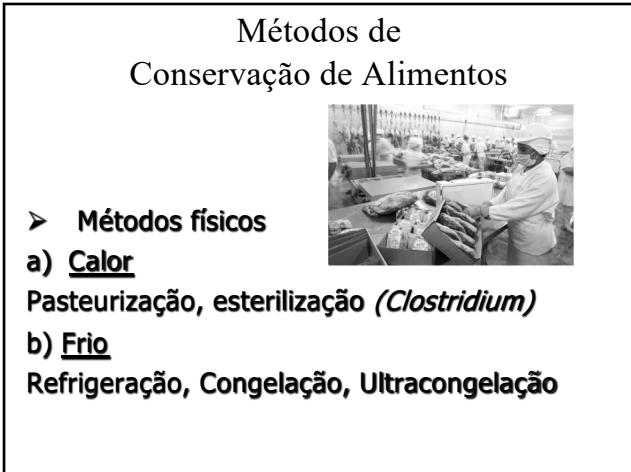 Métodos de
Conservação de Alimentos
➢ Métodos físicos
a) Calor
Pasteurização, esterilização (Clostridium)
b) Frio
Refrigeração, Congelação, Ultracongelação